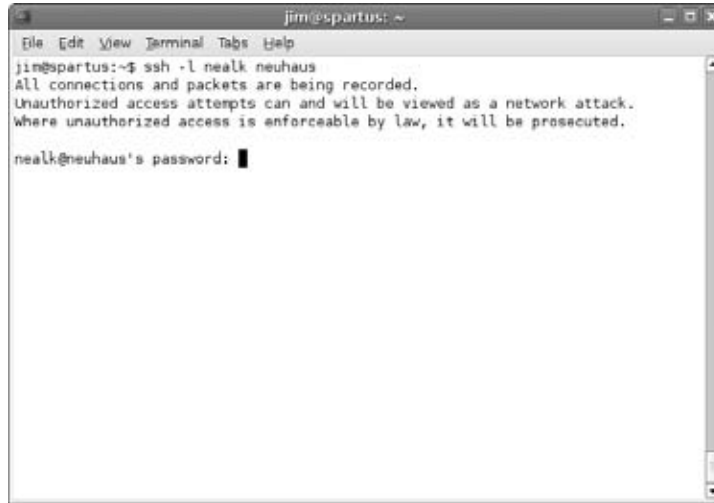 jim@spartus: ~
File Edit View Terminal Tabs Help
jim@spartus:~$ ssh -l nealk neuhaus
All connections and packets are being recorded.
Unauthorized access attempts can and will be viewed as a network attack.
Where unauthorized access is enforceable by law, it will be prosecuted.
nealk@neuhaus's password: